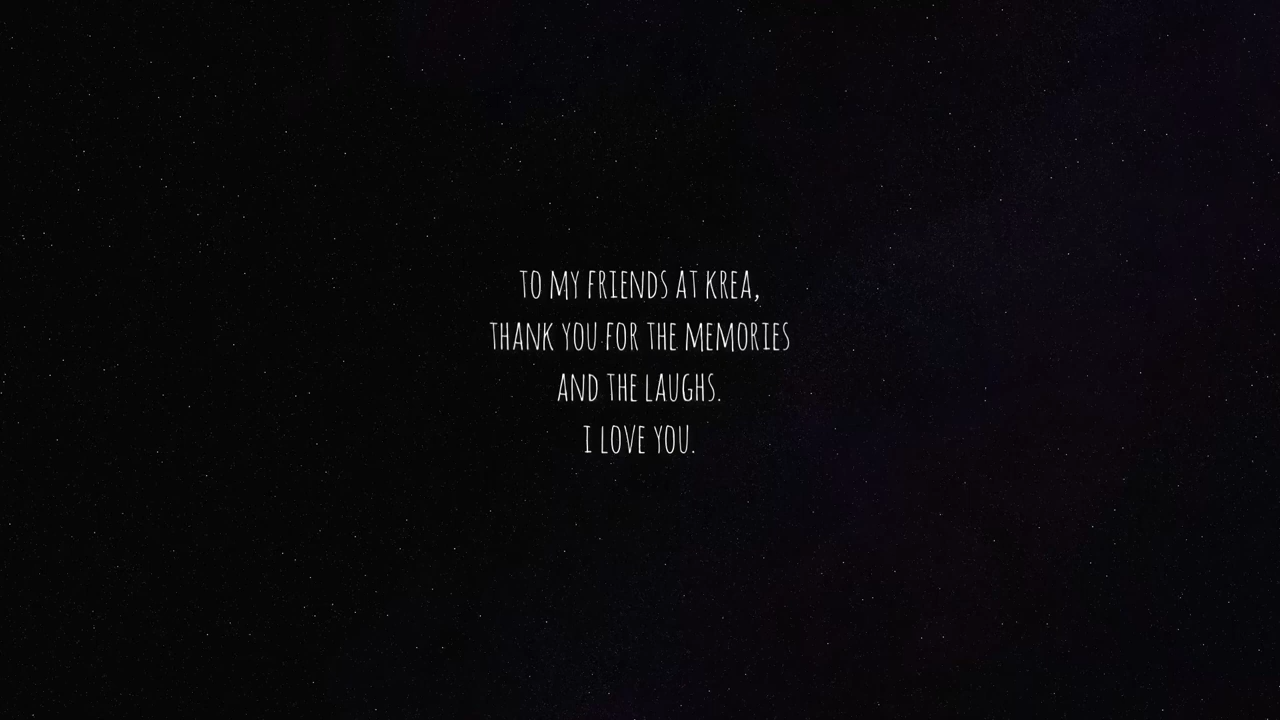 TO MY FRIENDS AT KREA,
THANK YOU FOR THE MEMORIES
AND THE LAUGHS.
I LOVE YOU.